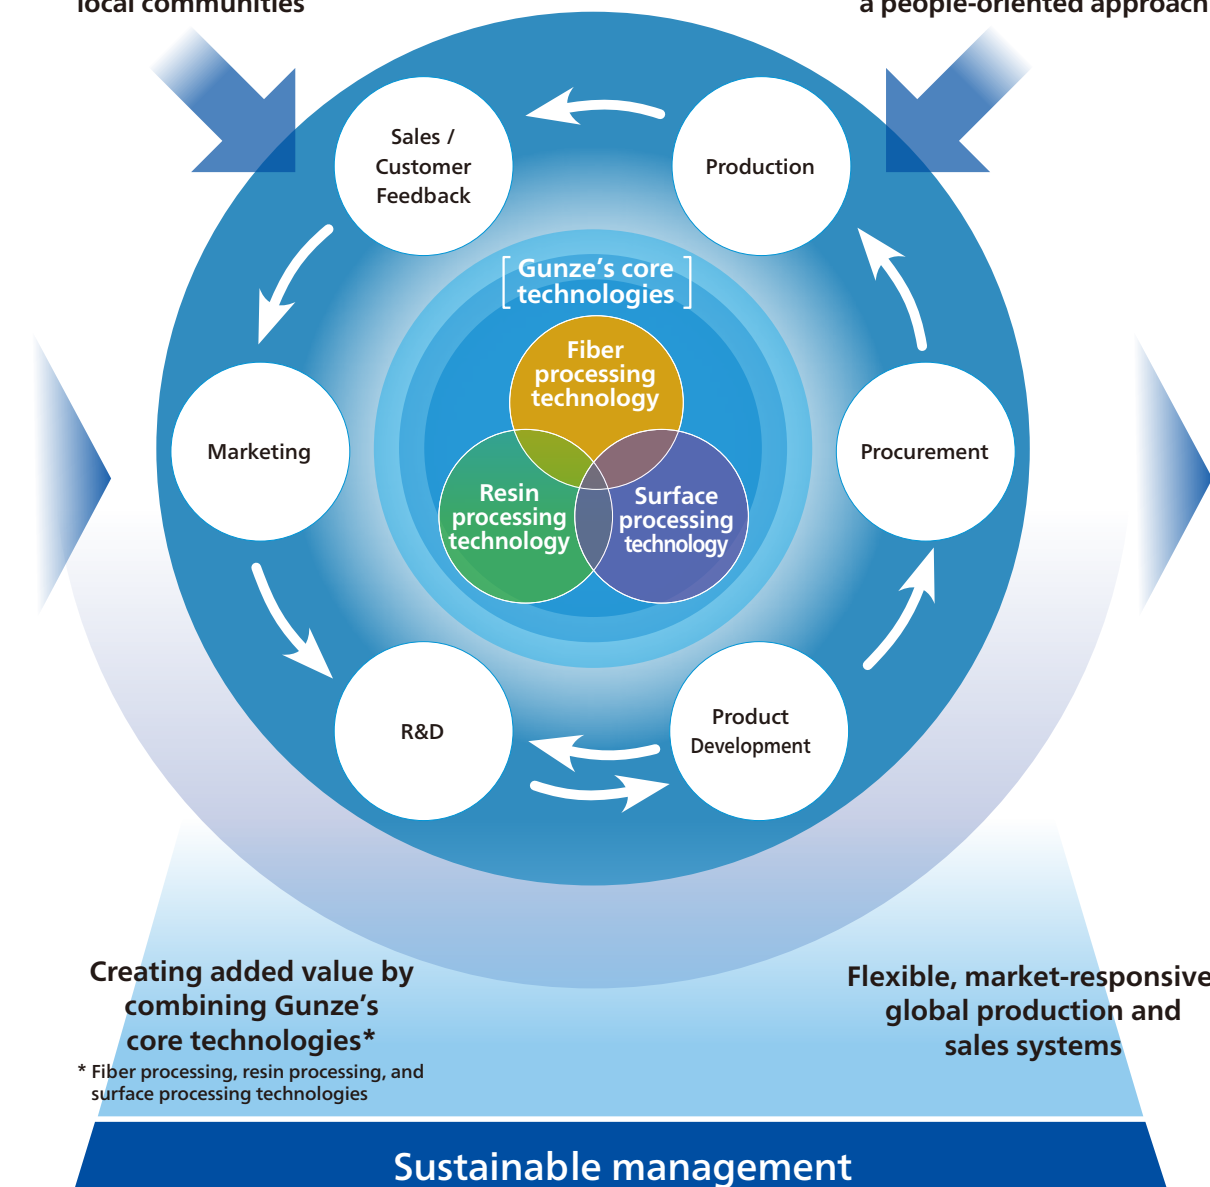 local communities
a people-oriented approach
Sales /
Customer
Feedback
Production
[Gunze’s core
technologies]
Fiber
processing
technology
Marketing
Procurement
Resin
processing
technology
Surface
processing
technology
R&D
Product
Development
Creating added value by
combining Gunze’s
core technologies*
* Fiber processing, resin processing, and
surface processing technologies
Flexible, market-responsive
global production and
sales systems
Sustainable management